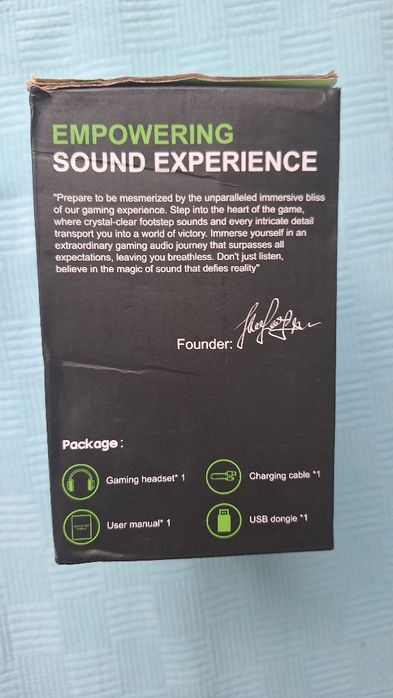 EMPOWERING
SOUND EXPERIENCE
"Prepare to be mesmerized by the unparalleled immersive bliss
of our gaming experience. Step into the heart of the game,
where crystal-clear footstep sounds and every intricate detail
transport you into a world of victory. Immerse yourself in an
extraordinary gaming audio journey that surpasses all
expectations, leaving you breathless. Don't just listen,
believe in the magic of sound that defies reality"
Founder:
Package:
Gaming headset* 1
Charging cable *1
User manual* 1
USB dongle *1